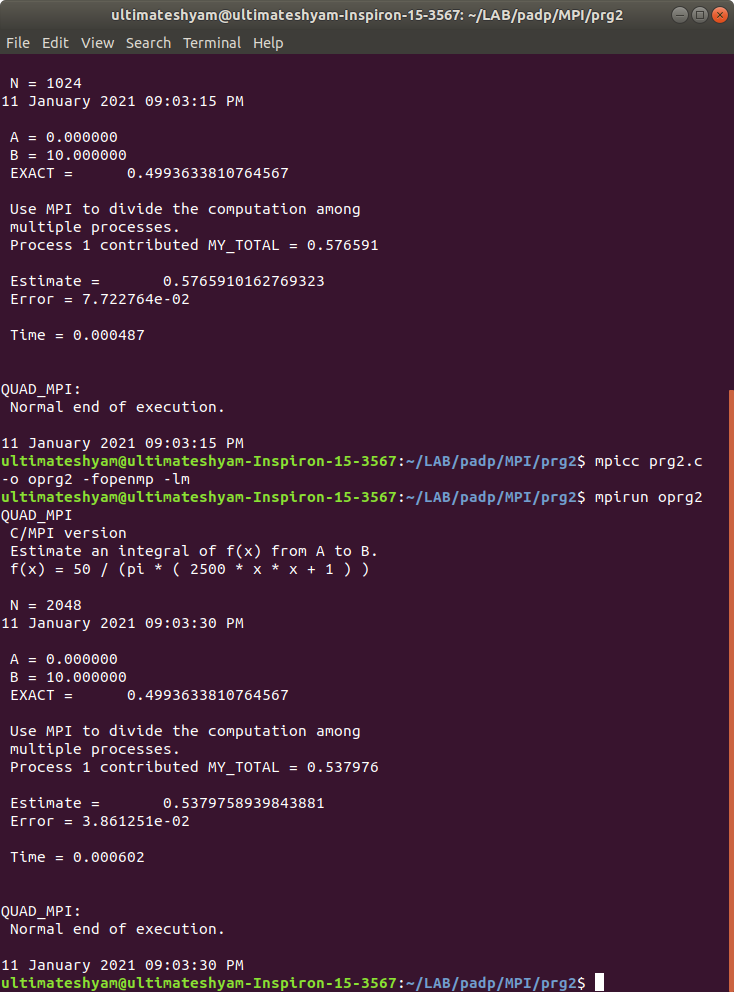 ultimateshyam@ultimateshyam-Inspiron-15-3567: ~/LAB/padp/MPI/prg2
File Edit View Search Terminal Help
N = 1024
11 January 2021 09:03:15 PM
A = 0.000000
B = 10.000000
EXACT =      0.4993633810764567
Use MPI to divide the computation among
multiple processes.
Process 1 contributed MY_TOTAL = 0.576591
Estimate =       0.5765910162769323
Error = 7.722764e-02
Time = 0.000487
QUAD_MPI:
Normal end of execution.
11 January 2021 09:03:15 PM
ultimateshyam@ultimateshyam-Inspiron-15-3567:~/LAB/padp/MPI/prg2$ mpicc prg2.c
-o oprg2 -fopenmp -lm
ultimateshyam@ultimateshyam-Inspiron-15-3567:~/LAB/padp/MPI/prg2$ mpirun oprg2
QUAD_MPI
C/MPI version
Estimate an integral of f(x) from A to B.
f(x) = 50 / (pi * ( 2500 * x * x + 1 ) )
N = 2048
11 January 2021 09:03:30 PM
A = 0.000000
B = 10.000000
EXACT =      0.4993633810764567
Use MPI to divide the computation among
multiple processes.
Process 1 contributed MY_TOTAL = 0.537976
Estimate =       0.5379758939843881
Error = 3.861251e-02
Time = 0.000602
QUAD_MPI:
Normal end of execution.
11 January 2021 09:03:30 PM
ultimateshyam@ultimateshyam-Inspiron-15-3567:~/LAB/padp/MPI/prg2$